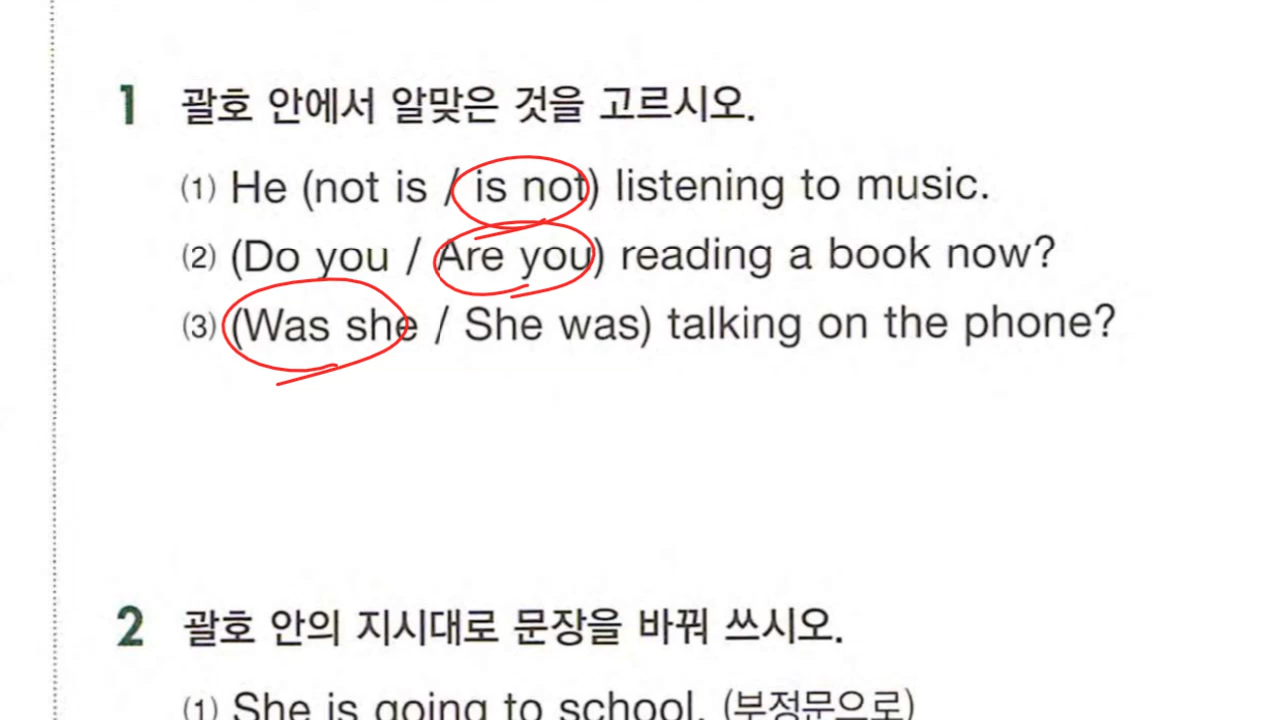 1 괄호 안에서 알맞은 것을 고르시오.
(1) He (not is / is not) listening to music.
(2) (Do you / Are you) reading a book now?
(3) (Was she / She was) talking on the phone?
2 괄호 안의 지시대로 문장을 바꿔 쓰시오.
(1) She is going to school. (부정문으로)